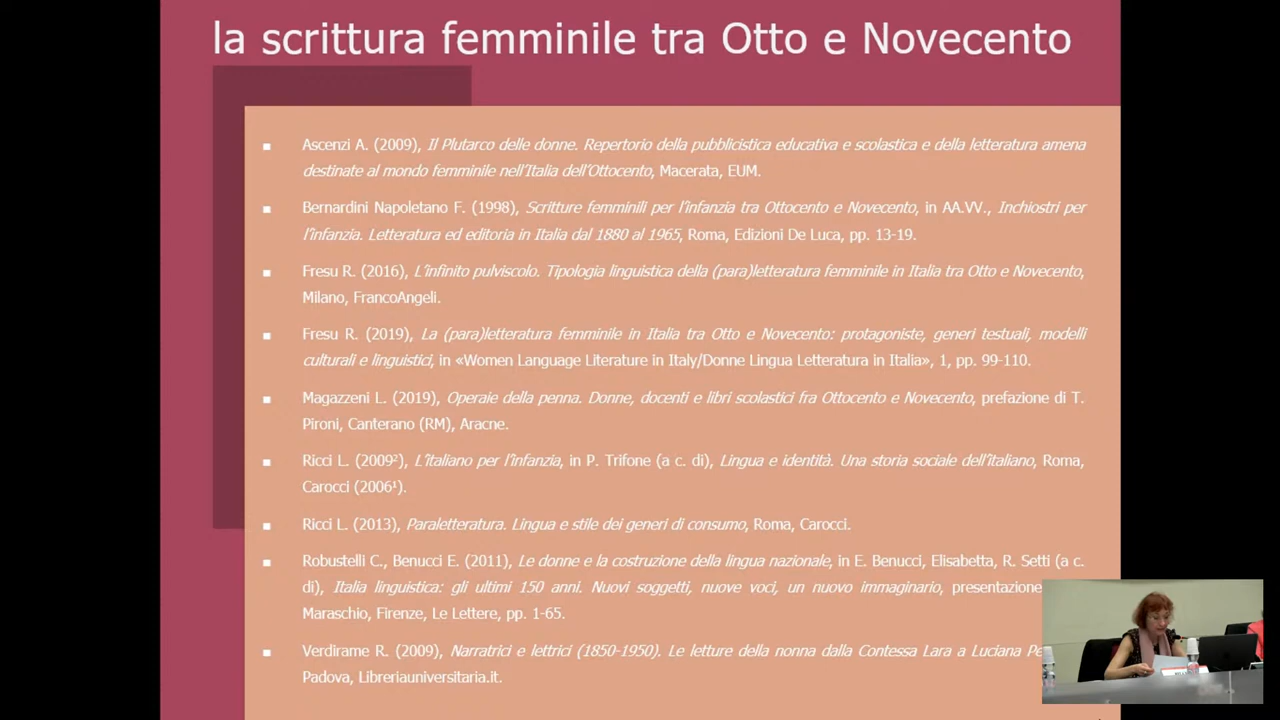 la scrittura femminile tra Otto e Novecento
Ascenzi A. (2009), Il Plutarco delle donne. Repertorio della pubblicistica educativa e scolastica e della letteratura amena
destinate al mondo femminile nell'Italia dell'Ottocento, Macerata, EUM.
Bernardini Napoletano F. (1998), Scritture femminili per l'infanzia tra Ottocento e Novecento, in AA.VV., Inchiostri per
l'infanzia. Letteratura ed editoria in Italia dal 1880 al 1965, Roma, Edizioni De Luca, pp. 13-19.
Fresu R. (2016), L'infinito pulviscolo. Tipologia linguistica della (para)letteratura femminile in Italia tra Otto e Novecento,
Milano, FrancoAngeli.
Fresu R. (2019), La (para)letteratura femminile in Italia tra Otto e Novecento: protagoniste, generi testuali, modelli
culturali e linguistici, in «Women Language Literature in Italy/Donne Lingua Letteratura in Italia», 1, pp. 99-110.
Magazzeni L. (2019), Operaie della penna. Donne, docenti e libri scolastici fra Ottocento e Novecento, prefazione di T.
Pironi, Canterano (RM), Aracne.
Ricci L. (2009²), L'italiano per l'infanzia, in P. Trifone (a c. di), Lingua e identità. Una storia sociale dell'italiano, Roma,
Carocci (2006¹).
Ricci L. (2013), Paraletteratura. Lingua e stile dei generi di consumo, Roma, Carocci.
Robustelli C., Benucci E. (2011), Le donne e la costruzione della lingua nazionale, in E. Benucci, Elisabetta, R. Setti (a c.
di), Italia linguistica: gli ultimi 150 anni. Nuovi soggetti, nuove voci, un nuovo immaginario, presentazione
Maraschio, Firenze, Le Lettere, pp. 1-65.
Verdirame R. (2009), Narratrici e lettrici (1850-1950). Le letture della nonna dalla Contessa Lara a Luciana Pe
Padova, Libreriauniversitaria.it.